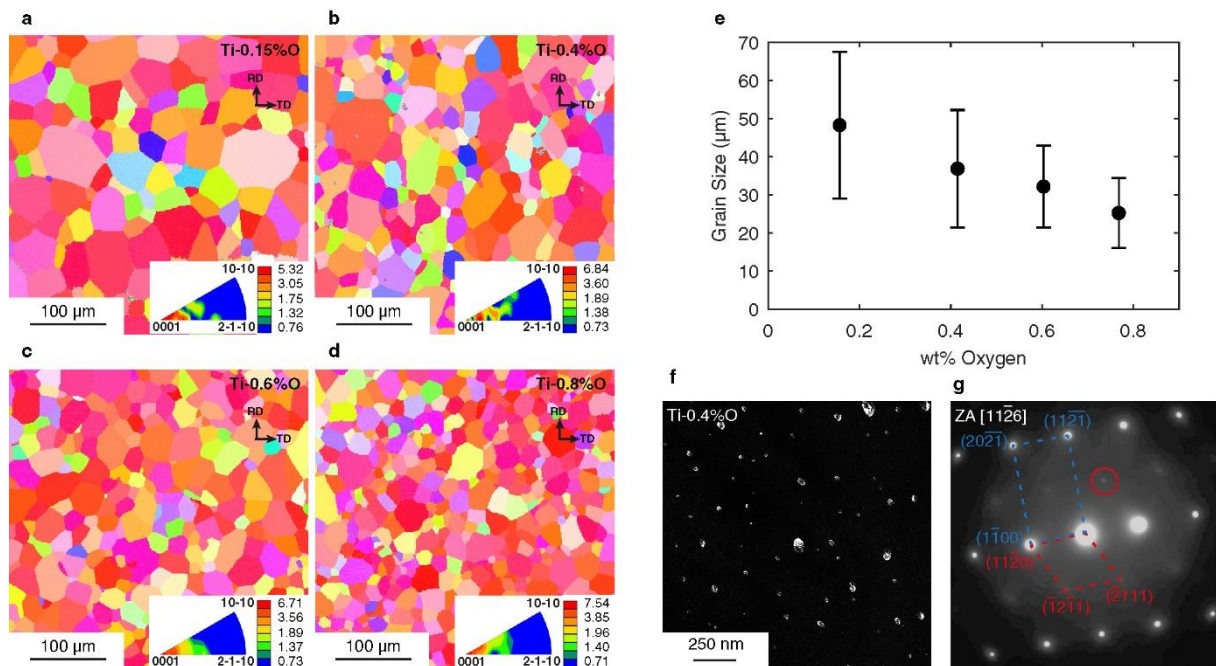 a
Ti-0.15%O
RD
TD
10-10
0001
2-1-10
5.32
3.05
1.75
1.32
0.76
100 µm
b
Ti-0.4%O
RD
TD
10-10
0001
2-1-10
6.84
3.60
1.89
1.38
0.73
100 µm
c
Ti-0.6%O
RD
TD
10-10
0001
2-1-10
6.71
3.56
1.89
1.37
0.73
100 µm
d
Ti-0.8%O
RD
TD
10-10
0001
2-1-10
7.54
3.85
1.96
1.40
0.71
100 µm
e
70
60
50
40
30
20
10
0
Grain Size (µm)
0
0.2
0.4
0.6
0.8
wt% Oxygen
f
Ti-0.4%O
250 nm
g
ZA [112̄6]
(202̄1̄)
(112̄1̄)
(11̄00)
(112̄0)
(1̄21̄1)
(2̄111)